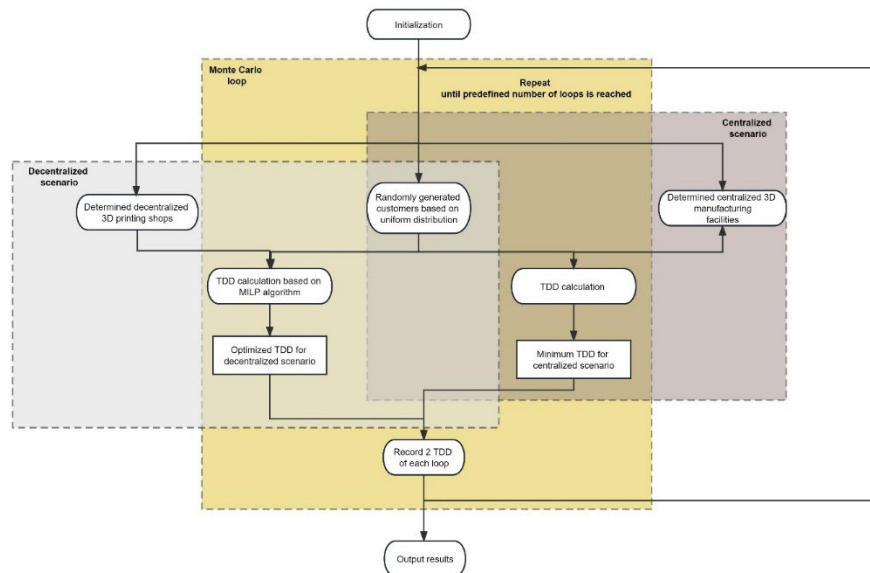 Initialization
Monte Carlo
loop
Repeat
until predefined number of loops is reached
Centralized
scenario
Decentralized
scenario
Determined decentralized
3D printing shops
Randomly generated
customers based on
uniform distribution
Determined centralized 3D
manufacturing
facilities
TDD calculation based on
MILP algorithm
TDD calculation
Optimized TDD for
decentralized scenario
Minimum TDD for
centralized scenario
Record 2 TDD
of each loop
Output results